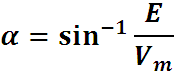 α = sin⁻¹ E / Vₘ